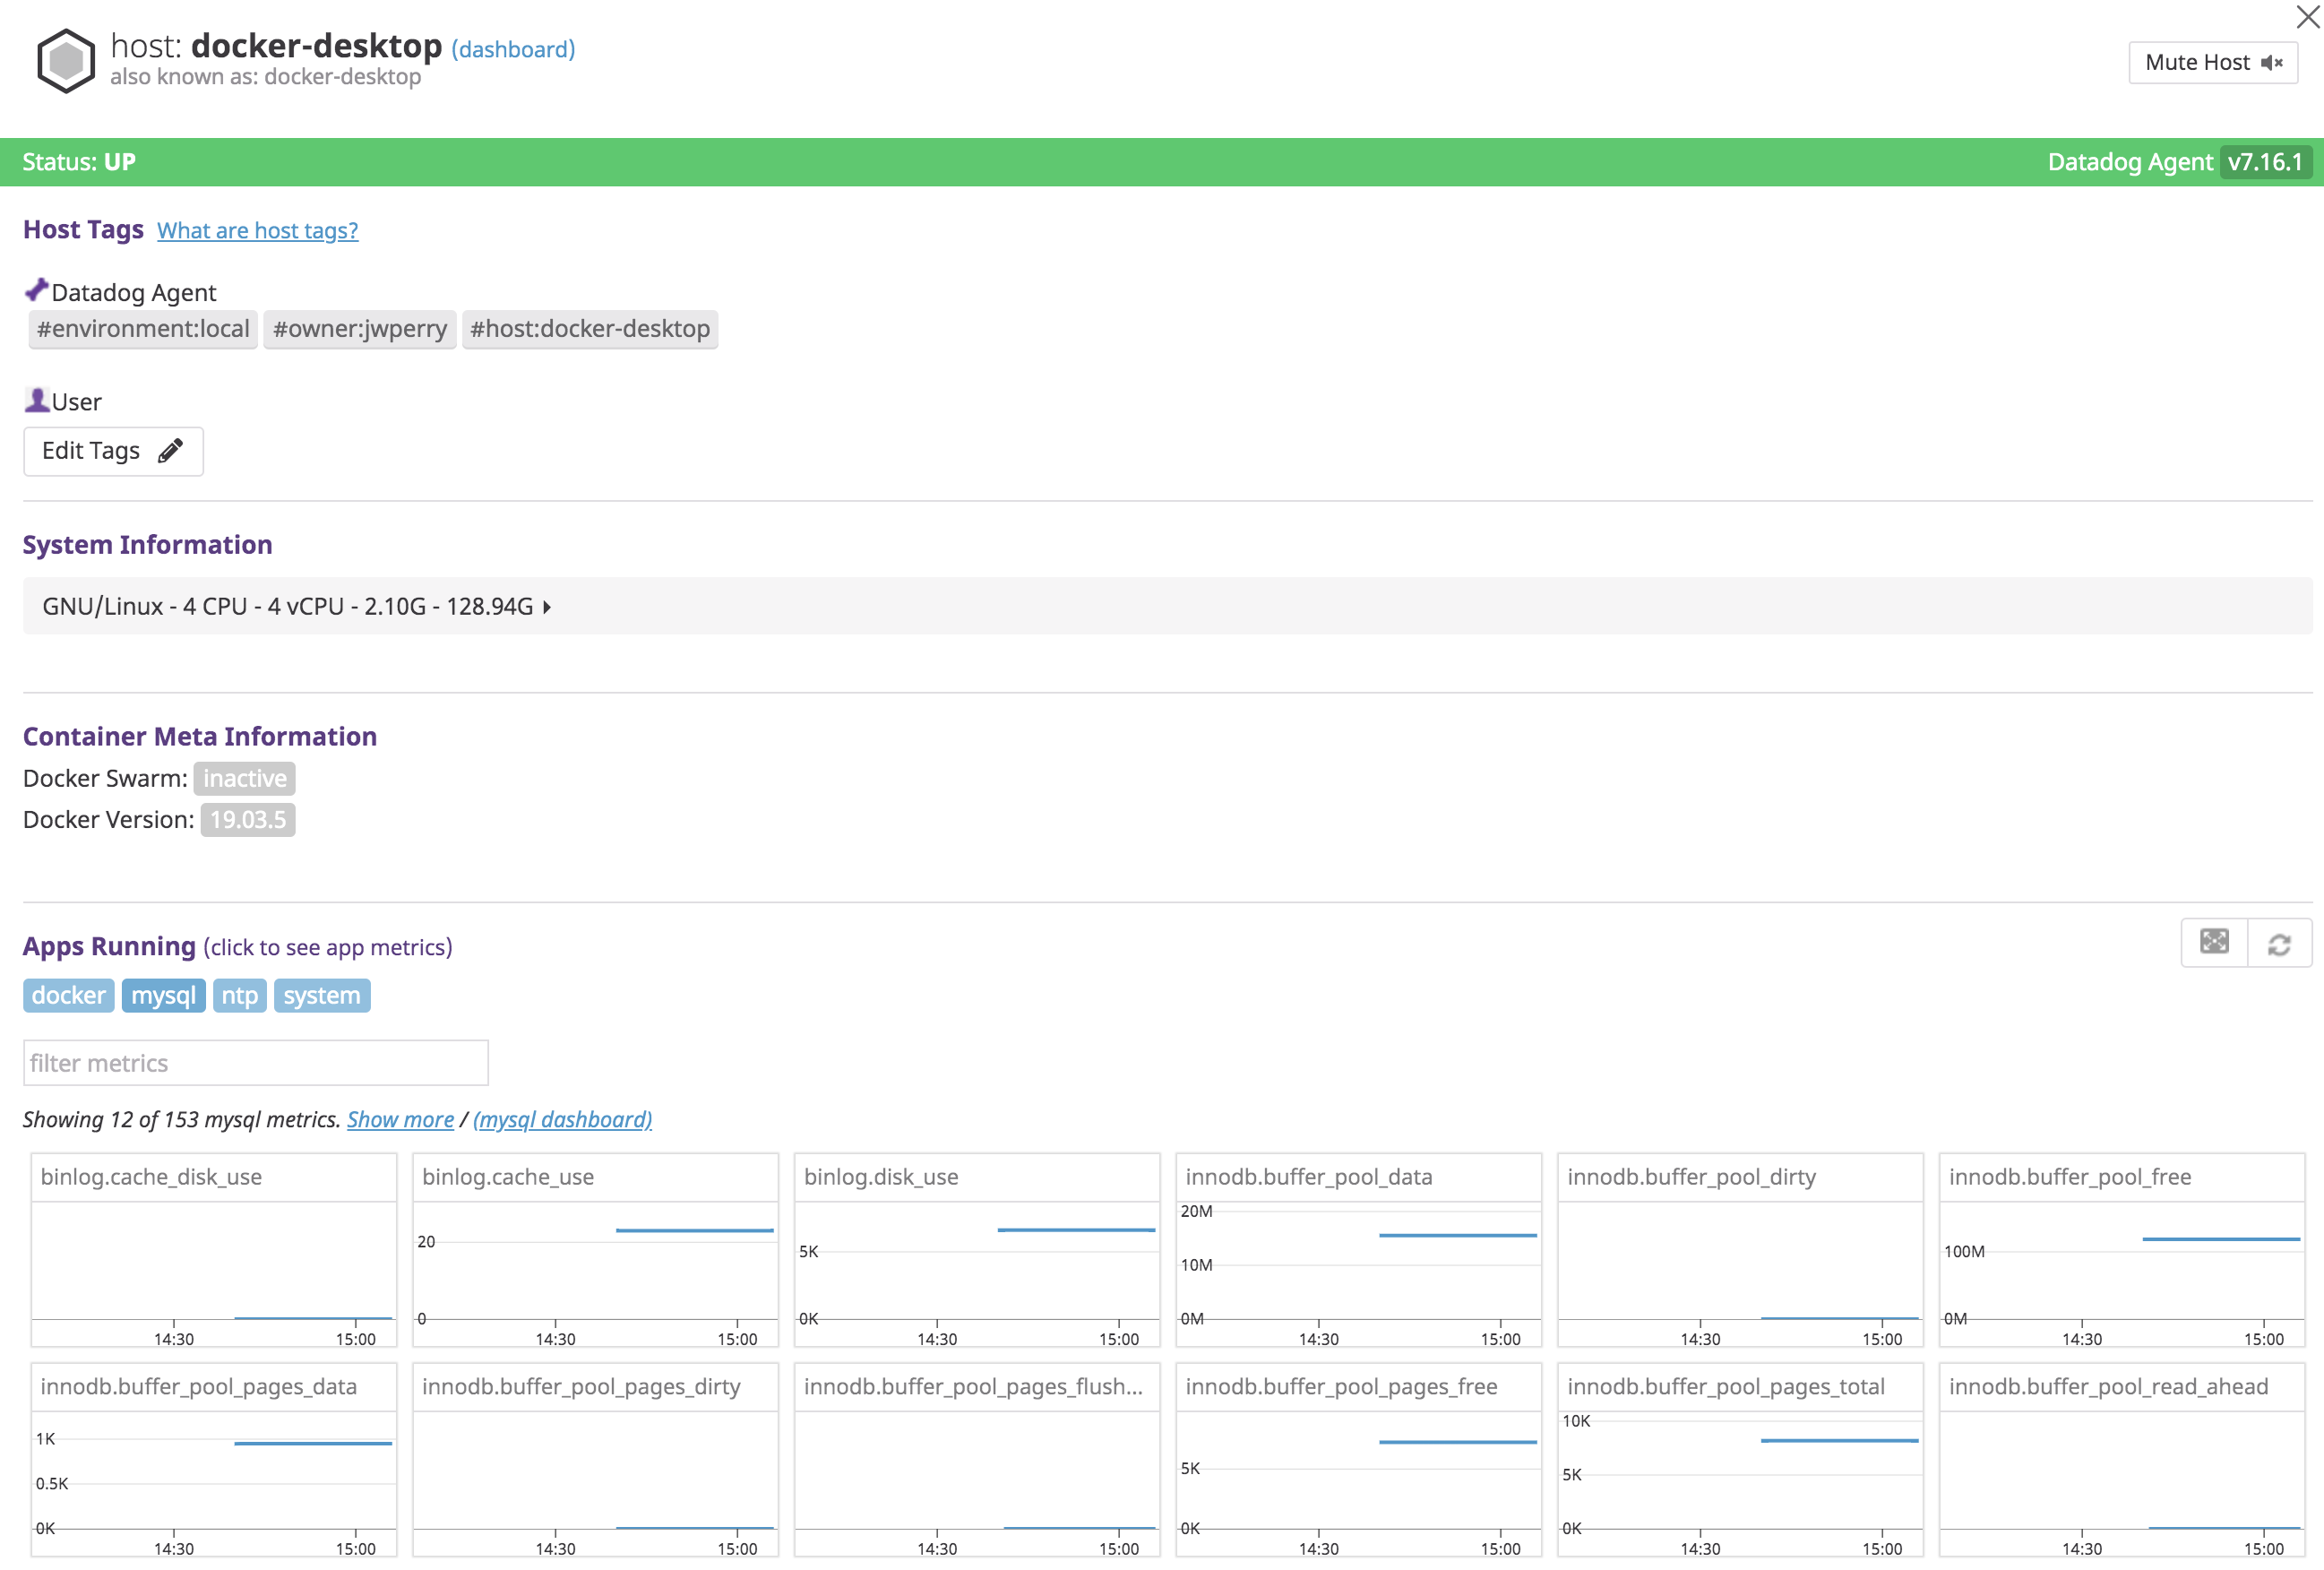 host: docker-desktop (dashboard)
also known as: docker-desktop
Mute Host
Status: UP
Datadog Agent v7.16.1
Host Tags What are host tags?
Datadog Agent
#environment:local #owner:jwperry #host:docker-desktop
User
Edit Tags
System Information
GNU/Linux - 4 CPU - 4 vCPU - 2.10G - 128.94G
Container Meta Information
Docker Swarm: inactive
Docker Version: 19.03.5
Apps Running (click to see app metrics)
docker mysql ntp system
filter metrics
Showing 12 of 153 mysql metrics. Show more / (mysql dashboard)
binlog.cache_disk_use
14:30 15:00
binlog.cache_use
20
0
14:30 15:00
binlog.disk_use
5K
0K
14:30 15:00
innodb.buffer_pool_data
20M
10M
0M
14:30 15:00
innodb.buffer_pool_dirty
14:30 15:00
innodb.buffer_pool_free
100M
0M
14:30 15:00
innodb.buffer_pool_pages_data
1K
0.5K
0K
14:30 15:00
innodb.buffer_pool_pages_dirty
14:30 15:00
innodb.buffer_pool_pages_flush...
14:30 15:00
innodb.buffer_pool_pages_free
5K
0K
14:30 15:00
innodb.buffer_pool_pages_total
10K
5K
0K
14:30 15:00
innodb.buffer_pool_read_ahead
14:30 15:00